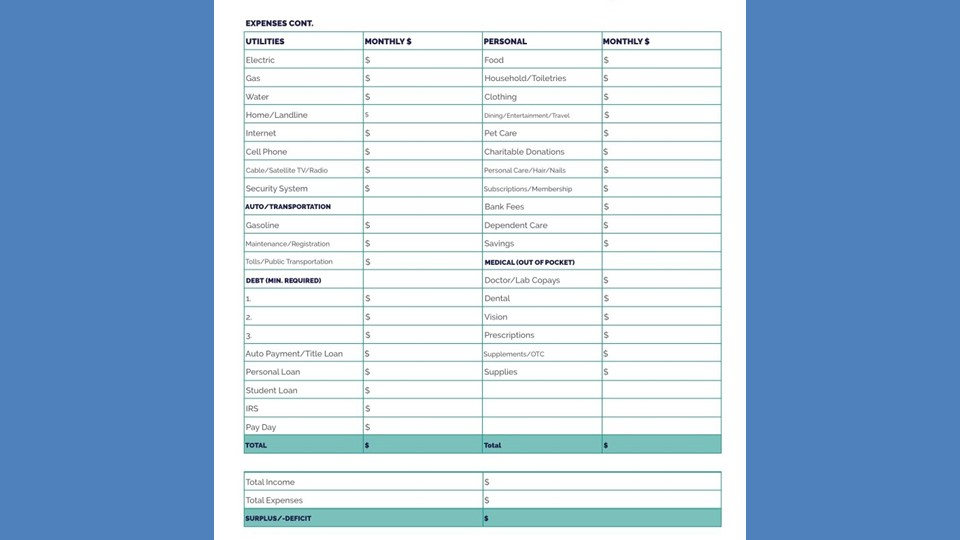 EXPENSES CONT.
UTILITIES MONTHLY $ PERSONAL MONTHLY $
Electric $ Food $
Gas $ Household/Toiletries $
Water $ Clothing $
Home/Landline $ Dining/Entertainment/Travel $
Internet $ Pet Care $
Cell Phone $ Charitable Donations $
Cable/Satellite TV/Radio $ Personal Care/Hair/Nails $
Security System $ Subscriptions/Membership $
AUTO/TRANSPORTATION Bank Fees $
Gasoline $ Dependent Care $
Maintenance/Registration $ Savings $
Tolls/Public Transportation $ MEDICAL (OUT OF POCKET)
DEBT (MIN. REQUIRED) Doctor/Lab Copays $
1. $ Dental $
2. $ Vision $
3. $ Prescriptions $
Auto Payment/Title Loan $ Supplements/OTC $
Personal Loan $ Supplies $
Student Loan $
IRS $
Pay Day $
TOTAL $ Total $
Total Income $
Total Expenses $
SURPLUS/-DEFICIT $